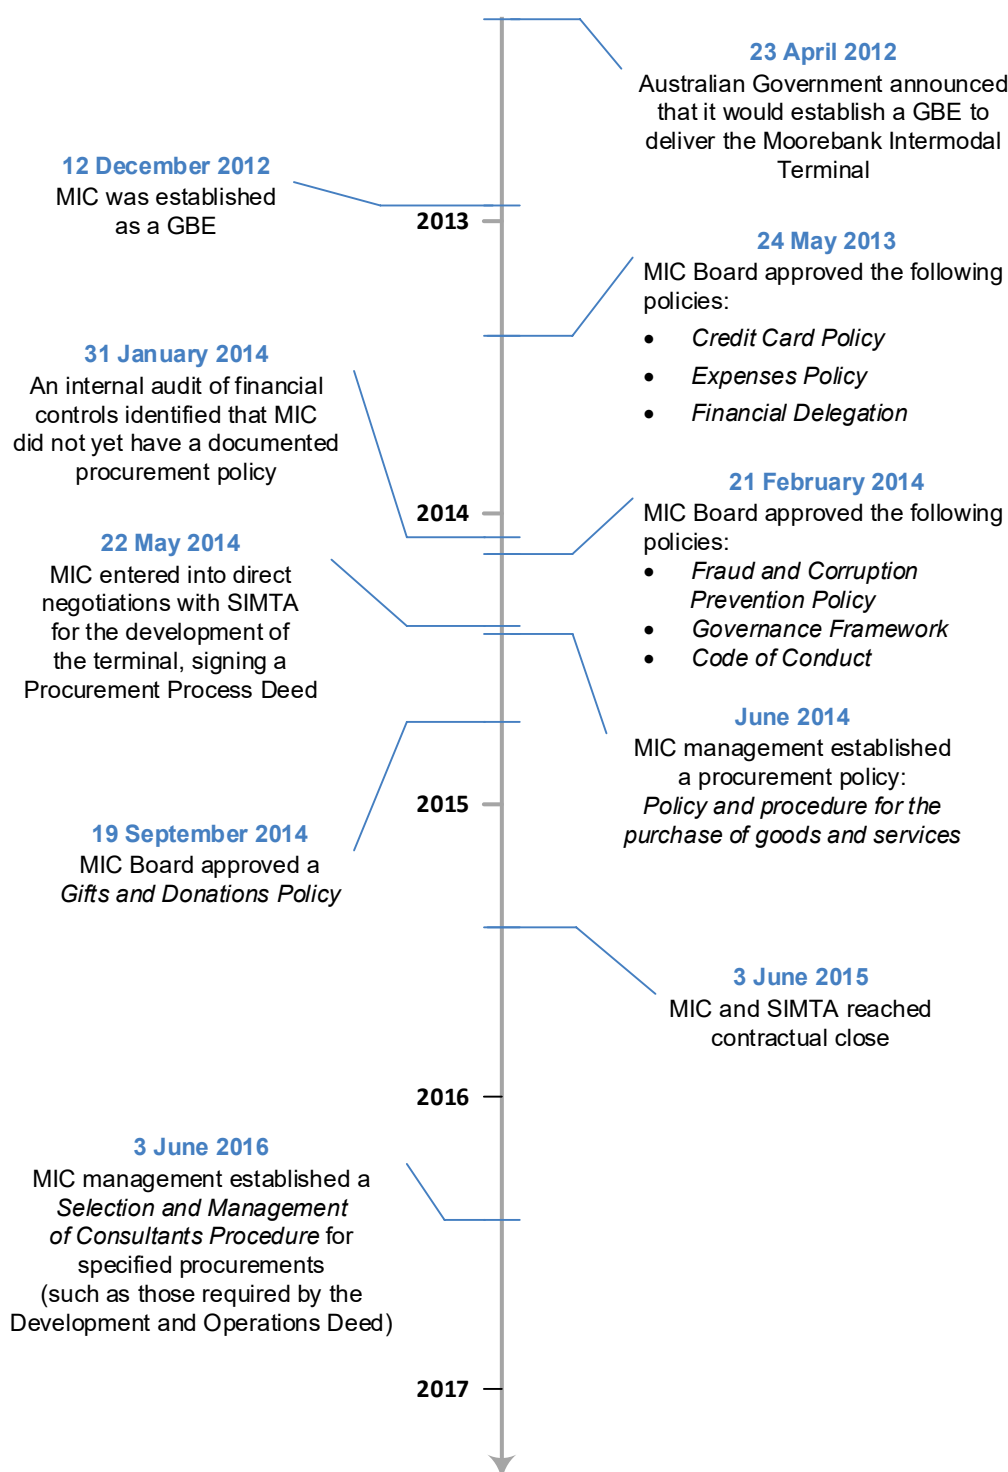 23 April 2012
Australian Government announced
that it would establish a GBE to
deliver the Moorebank Intermodal
Terminal
12 December 2012
MIC was established
as a GBE
2013
24 May 2013
MIC Board approved the following
policies:
• Credit Card Policy
• Expenses Policy
• Financial Delegation
31 January 2014
An internal audit of financial
controls identified that MIC
did not yet have a documented
procurement policy
2014
21 February 2014
MIC Board approved the following
policies:
• Fraud and Corruption
Prevention Policy
• Governance Framework
• Code of Conduct
22 May 2014
MIC entered into direct
negotiations with SIMTA
for the development of
the terminal, signing a
Procurement Process Deed
June 2014
MIC management established
a procurement policy:
Policy and procedure for the
purchase of goods and services
2015
19 September 2014
MIC Board approved a
Gifts and Donations Policy
3 June 2015
MIC and SIMTA reached
contractual close
2016
3 June 2016
MIC management established a
Selection and Management
of Consultants Procedure for
specified procurements
(such as those required by the
Development and Operations Deed)
2017